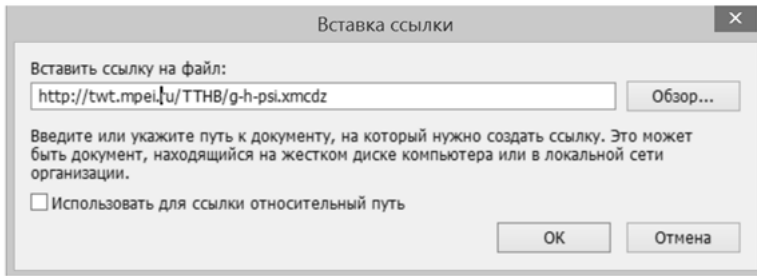 Вставка ссылки
Вставить ссылку на файл:
http://twt.mpei.ru/TTHB/g-h-psi.xmcdz
Обзор...
Введите или укажите путь к документу, на который нужно создать ссылку. Это может
быть документ, находящийся на жестком диске компьютера или в локальной сети
организации.
Использовать для ссылки относительный путь
OK
Отмена